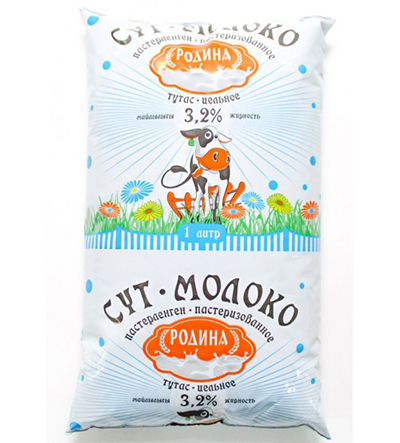 СҮТ · МОЛОКО
пастерленген · пастеризованное
РОДИНА
тұтас · цельное
майлылығы 3,2% жирность
1 литр
СҮТ · МОЛОКО
пастерленген · пастеризованное
РОДИНА
тұтас · цельное
майлылығы 3,2% жирность